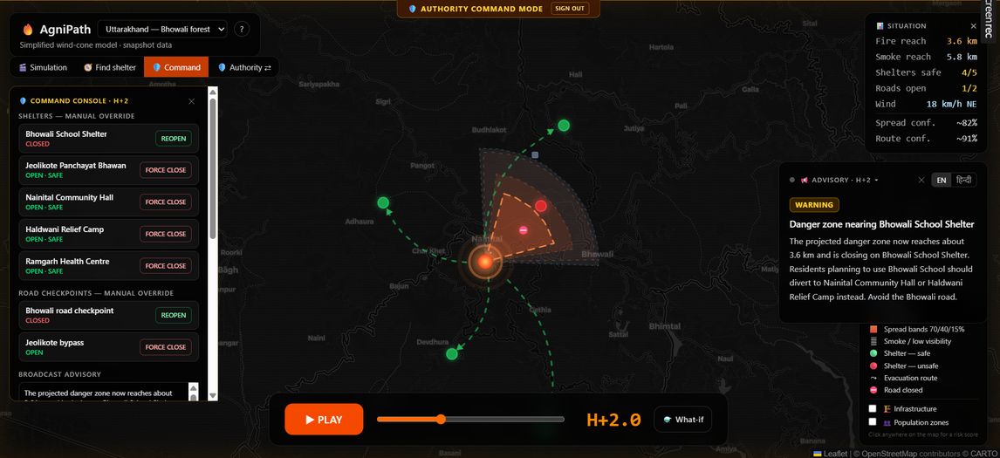 AUTHORITY COMMAND MODE SIGN OUT
AgniPath
Uttarakhand — Bhowali forest
?
Simplified wind-cone model · snapshot data
Simulation
Find shelter
Command
Authority ⇄
COMMAND CONSOLE · H+2
SHELTERS — MANUAL OVERRIDE
Bhowali School Shelter
CLOSED
REOPEN
Jeolikote Panchayat Bhawan
OPEN · SAFE
FORCE CLOSE
Nainital Community Hall
OPEN · SAFE
FORCE CLOSE
Haldwani Relief Camp
OPEN · SAFE
FORCE CLOSE
Ramgarh Health Centre
OPEN · SAFE
FORCE CLOSE
ROAD CHECKPOINTS — MANUAL OVERRIDE
Bhowali road checkpoint
CLOSED
REOPEN
Jeolikote bypass
OPEN
FORCE CLOSE
BROADCAST ADVISORY
The projected danger zone now reaches about
Sariyapakha
Sigri
Hartola
Hali
Sital
Galla
Pali
Budhlakot
Jutiya
Pangot
Adhaura
Nainital
Char Khet
Bhowali
Bajun
Gethia
Naini
Devdhura
Sattal
Bhimtal
Naul
Basani
Amiya
Banana
SITUATION
Fire reach 3.6 km
Smoke reach 5.8 km
Shelters safe 4/5
Roads open 1/2
Wind 18 km/h NE
Spread conf. ~82%
Route conf. ~91%
creenrec
ADVISORY · H+2
EN
हिन्दी
WARNING
Danger zone nearing Bhowali School Shelter
The projected danger zone now reaches about
3.6 km and is closing on Bhowali School Shelter.
Residents planning to use Bhowali School should
divert to Nainital Community Hall or Haldwani
Relief Camp instead. Avoid the Bhowali road.
Spread bands 70/40/15%
Smoke / low visibility
Shelter — safe
Shelter — unsafe
Evacuation route
Road closed
Infrastructure
Population zones
Click anywhere on the map for a risk score
▶ PLAY
H+2.0
What-if
Leaflet | © OpenStreetMap contributors © CARTO